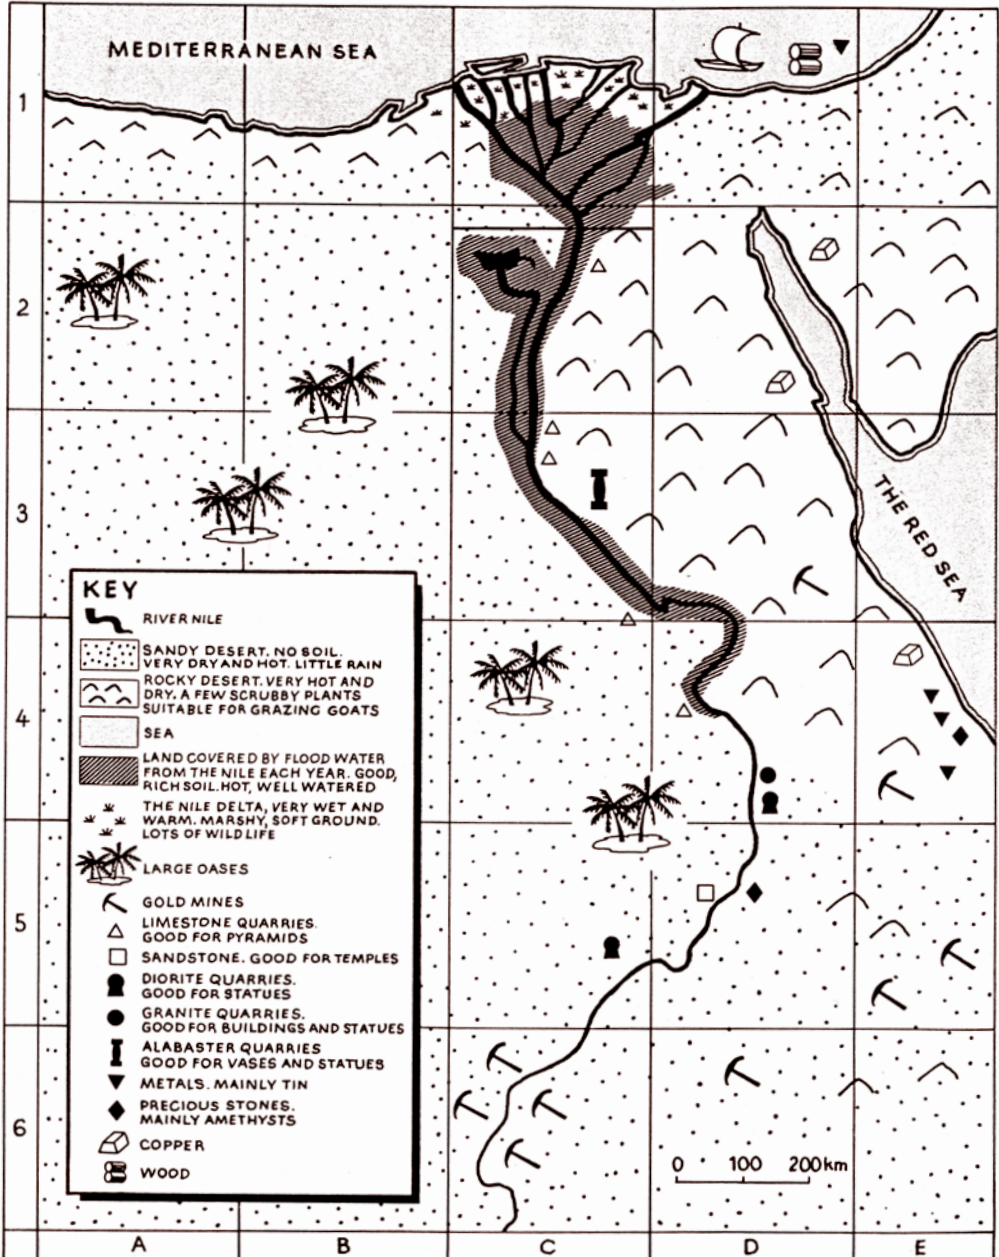 MEDITERRANEAN SEA
1
2
3
4
5
6
THE RED SEA
KEY
RIVER NILE
SANDY DESERT. NO SOIL.
VERY DRY AND HOT. LITTLE RAIN
ROCKY DESERT. VERY HOT AND
DRY. A FEW SCRUBBY PLANTS
SUITABLE FOR GRAZING GOATS
SEA
LAND COVERED BY FLOOD WATER
FROM THE NILE EACH YEAR. GOOD,
RICH SOIL. HOT, WELL WATERED
THE NILE DELTA, VERY WET AND
WARM. MARSHY, SOFT GROUND.
LOTS OF WILD LIFE
LARGE OASES
GOLD MINES
LIMESTONE QUARRIES.
GOOD FOR PYRAMIDS
SANDSTONE. GOOD FOR TEMPLES
DIORITE QUARRIES.
GOOD FOR STATUES
GRANITE QUARRIES.
GOOD FOR BUILDINGS AND STATUES
ALABASTER QUARRIES
GOOD FOR VASES AND STATUES
METALS. MAINLY TIN
PRECIOUS STONES.
MAINLY AMETHYSTS
COPPER
WOOD
0 100 200km
A B C D E